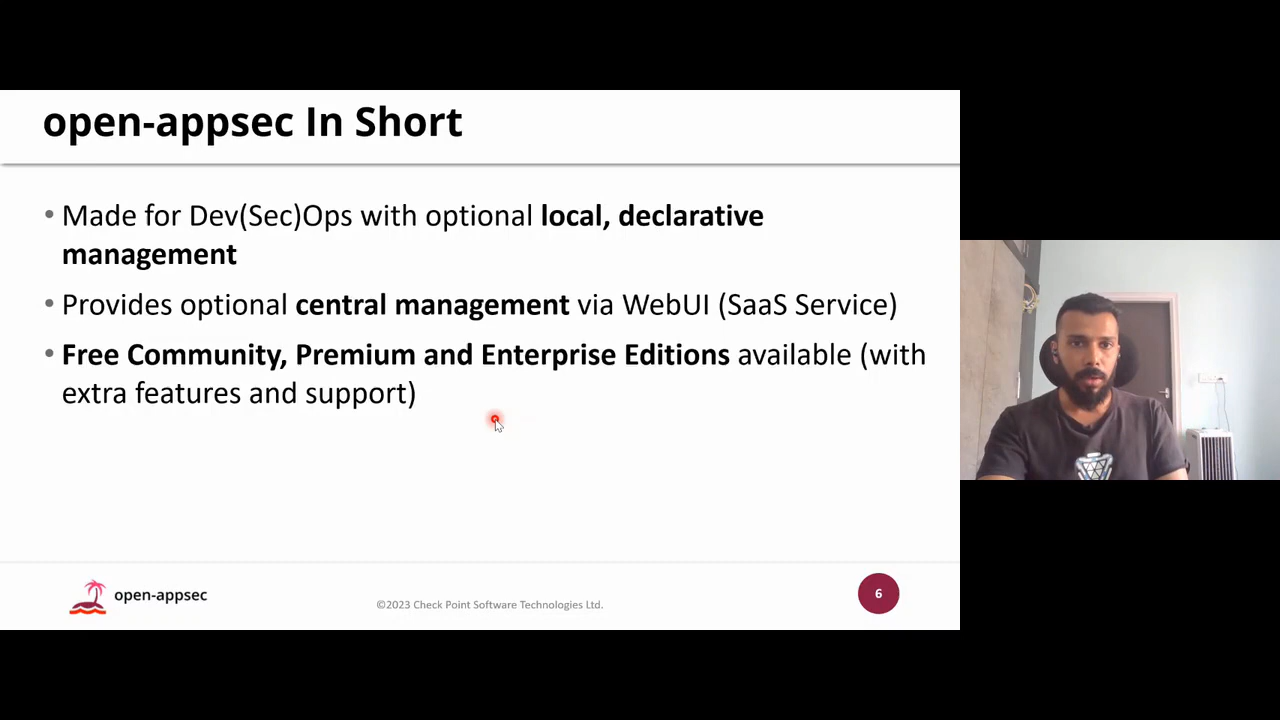 open-appsec In Short
• Made for Dev(Sec)Ops with optional local, declarative
management
• Provides optional central management via WebUI (SaaS Service)
• Free Community, Premium and Enterprise Editions available (with
extra features and support)
open-appsec
©2023 Check Point Software Technologies Ltd.
6